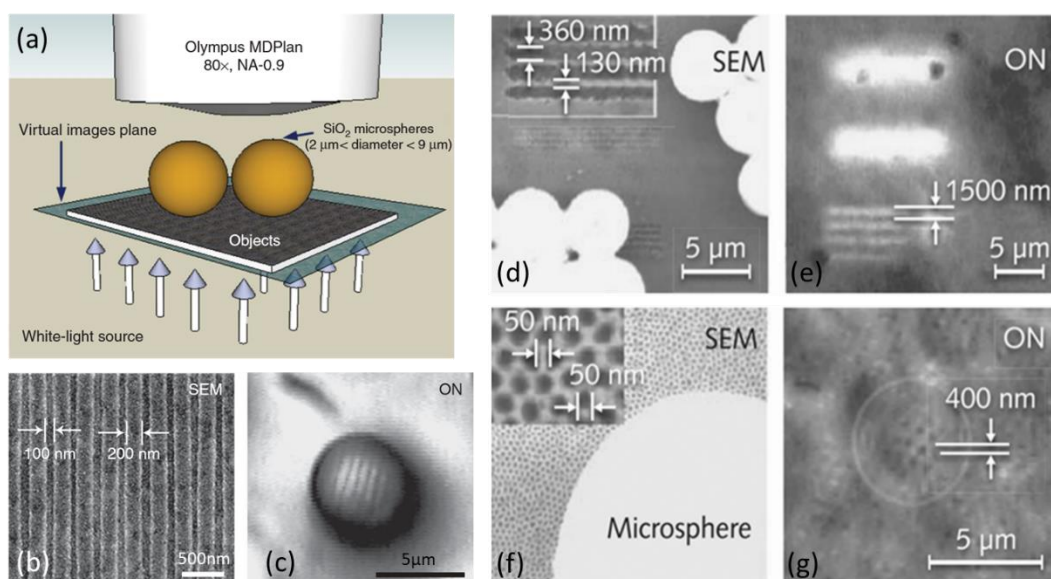 (a)
Olympus MDPlan
80×, NA-0.9
Virtual images plane
SiO₂ microspheres
(2 μm< diameter < 9 μm)
Objects
White-light source
SEM
100 nm
200 nm
(b)
500nm
ON
(c)
5μm
360 nm
130 nm
SEM
(d)
5 μm
ON
1500 nm
(e)
5 μm
50 nm
SEM
50 nm
Microsphere
(f)
ON
400 nm
5 μm
(g)